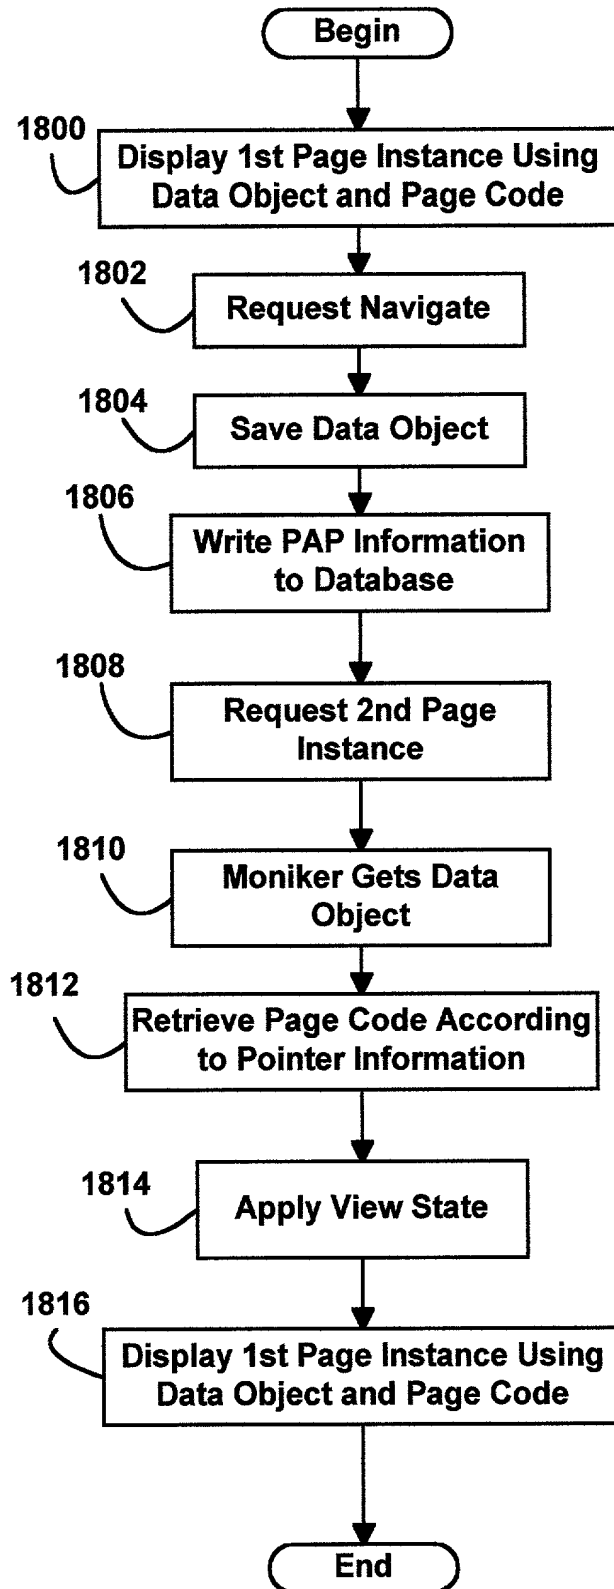 Begin
1800
Display 1st Page Instance Using
Data Object and Page Code
1802
Request Navigate
1804
Save Data Object
1806
Write PAP Information
to Database
1808
Request 2nd Page
Instance
1810
Moniker Gets Data
Object
1812
Retrieve Page Code According
to Pointer Information
1814
Apply View State
1816
Display 1st Page Instance Using
Data Object and Page Code
End